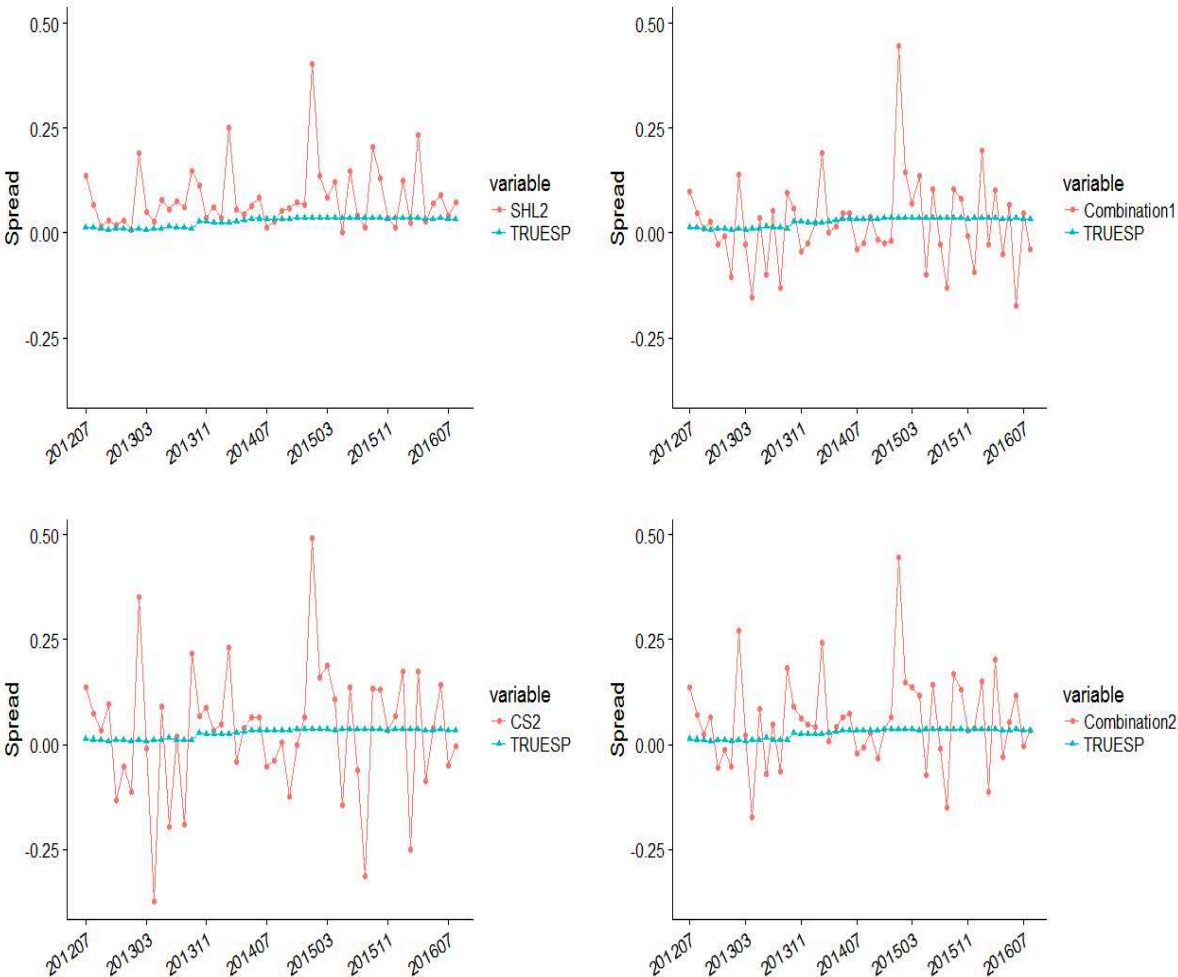 0.50
0.25
0.00
-0.25
Spread
201207
201303
201311
201407
201503
201511
201607
variable
SHL2
TRUESP
0.50
0.25
0.00
-0.25
Spread
201207
201303
201311
201407
201503
201511
201607
variable
Combination1
TRUESP
0.50
0.25
0.00
-0.25
Spread
201207
201303
201311
201407
201503
201511
201607
variable
CS2
TRUESP
0.50
0.25
0.00
-0.25
Spread
201207
201303
201311
201407
201503
201511
201607
variable
Combination2
TRUESP